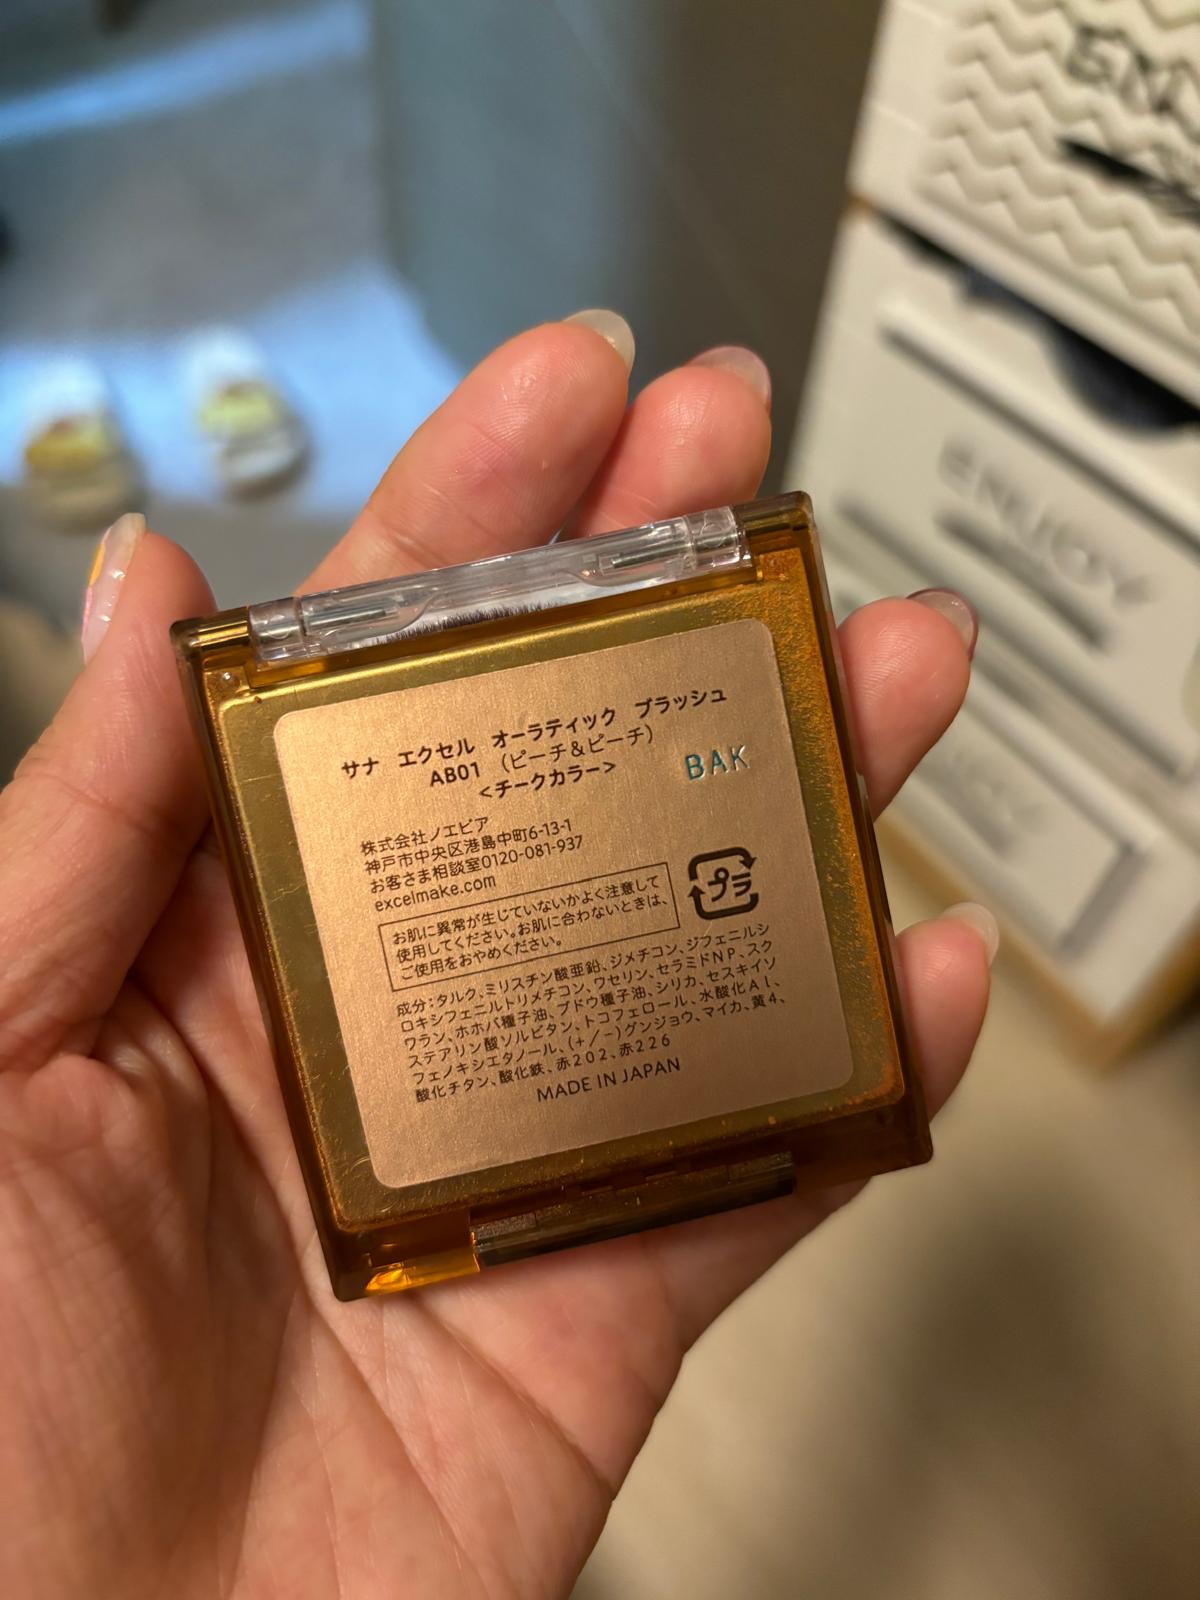 サナ エクセル オーラティック ブラッシュ
AB01 (ピーチ＆ピーチ)
<チークカラー>
BAK
株式会社ノエビア
神戸市中央区港島中町6-13-1
お客さま相談室0120-081-937
excelmake.com
お肌に異常が生じていないかよく注意して
使用してください。お肌に合わないときは、
ご使用をおやめください。
プラ
成分：タルク、ミリスチン酸亜鉛、ジメチコン、ジフェニルシ
ロキシフェニルトリメチコン、ワセリン、セラミドNP、スク
ワラン、ホホバ種子油、ブドウ種子油、シリカ、セスキイソ
ステアリン酸ソルビタン、トコフェロール、水酸化Al、
フェノキシエタノール、(+/-)グンジョウ、マイカ、黄4、
酸化チタン、酸化鉄、赤202、赤226
MADE IN JAPAN
ENJOY